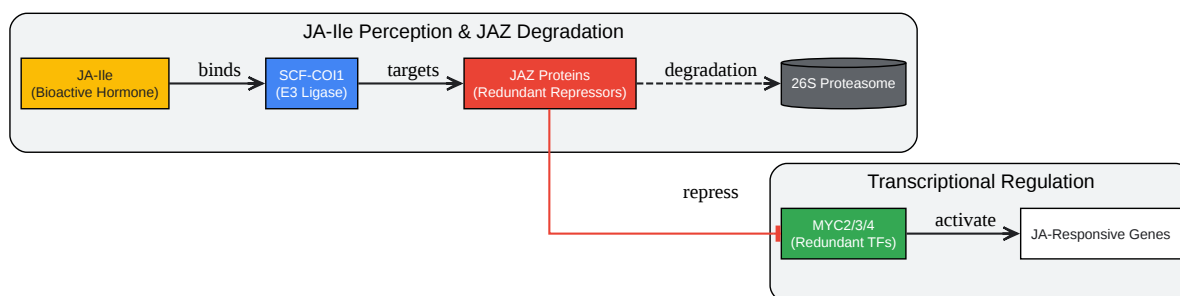 JA-Ile Perception & JAZ Degradation
JA-Ile
(Bioactive Hormone)
binds
SCF-COI1
(E3 Ligase)
targets
JAZ Proteins
(Redundant Repressors)
degradation
26S Proteasome
repress
Transcriptional Regulation
MYC2/3/4
(Redundant TFs)
activate
JA-Responsive Genes